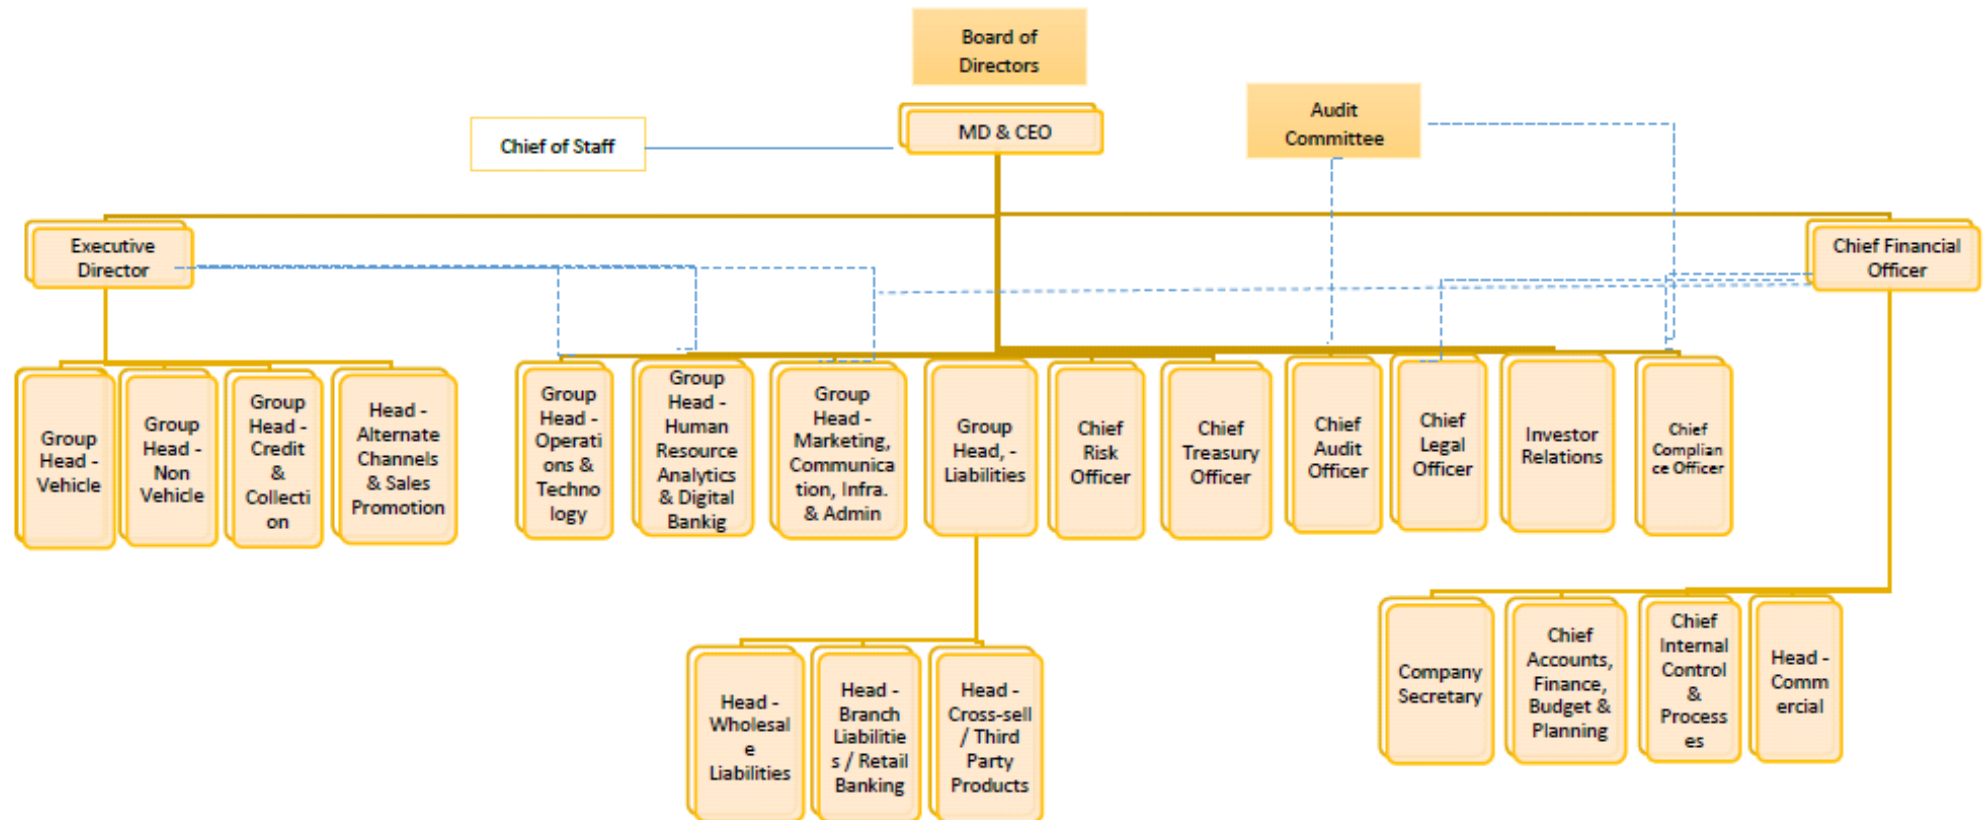 Board of
Directors
MD & CEO
Audit
Committee
Chief of Staff
Executive
Director
Chief Financial
Officer
Group
Head -
Vehicle
Group
Head -
Non
Vehicle
Group
Head -
Credit
&
Collecti
on
Head -
Alternate
Channels
& Sales
Promotion
Group
Head -
Operati
ons &
Techno
logy
Group
Head -
Human
Resource
Analytics
& Digital
Bankig
Group
Head -
Marketing,
Communica
tion, Infra.
& Admin
Group
Head, -
Liabilities
Chief
Risk
Officer
Chief
Treasury
Officer
Chief
Audit
Officer
Chief
Legal
Officer
Investor
Relations
Chief
Complian
ce Officer
Head -
Wholesal
e
Liabilities
Head -
Branch
Liabilitie
s / Retail
Banking
Head -
Cross-sell
/ Third
Party
Products
Company
Secretary
Chief
Accounts,
Finance,
Budget &
Planning
Chief
Internal
Control
&
Process
es
Head -
Comm
ercial